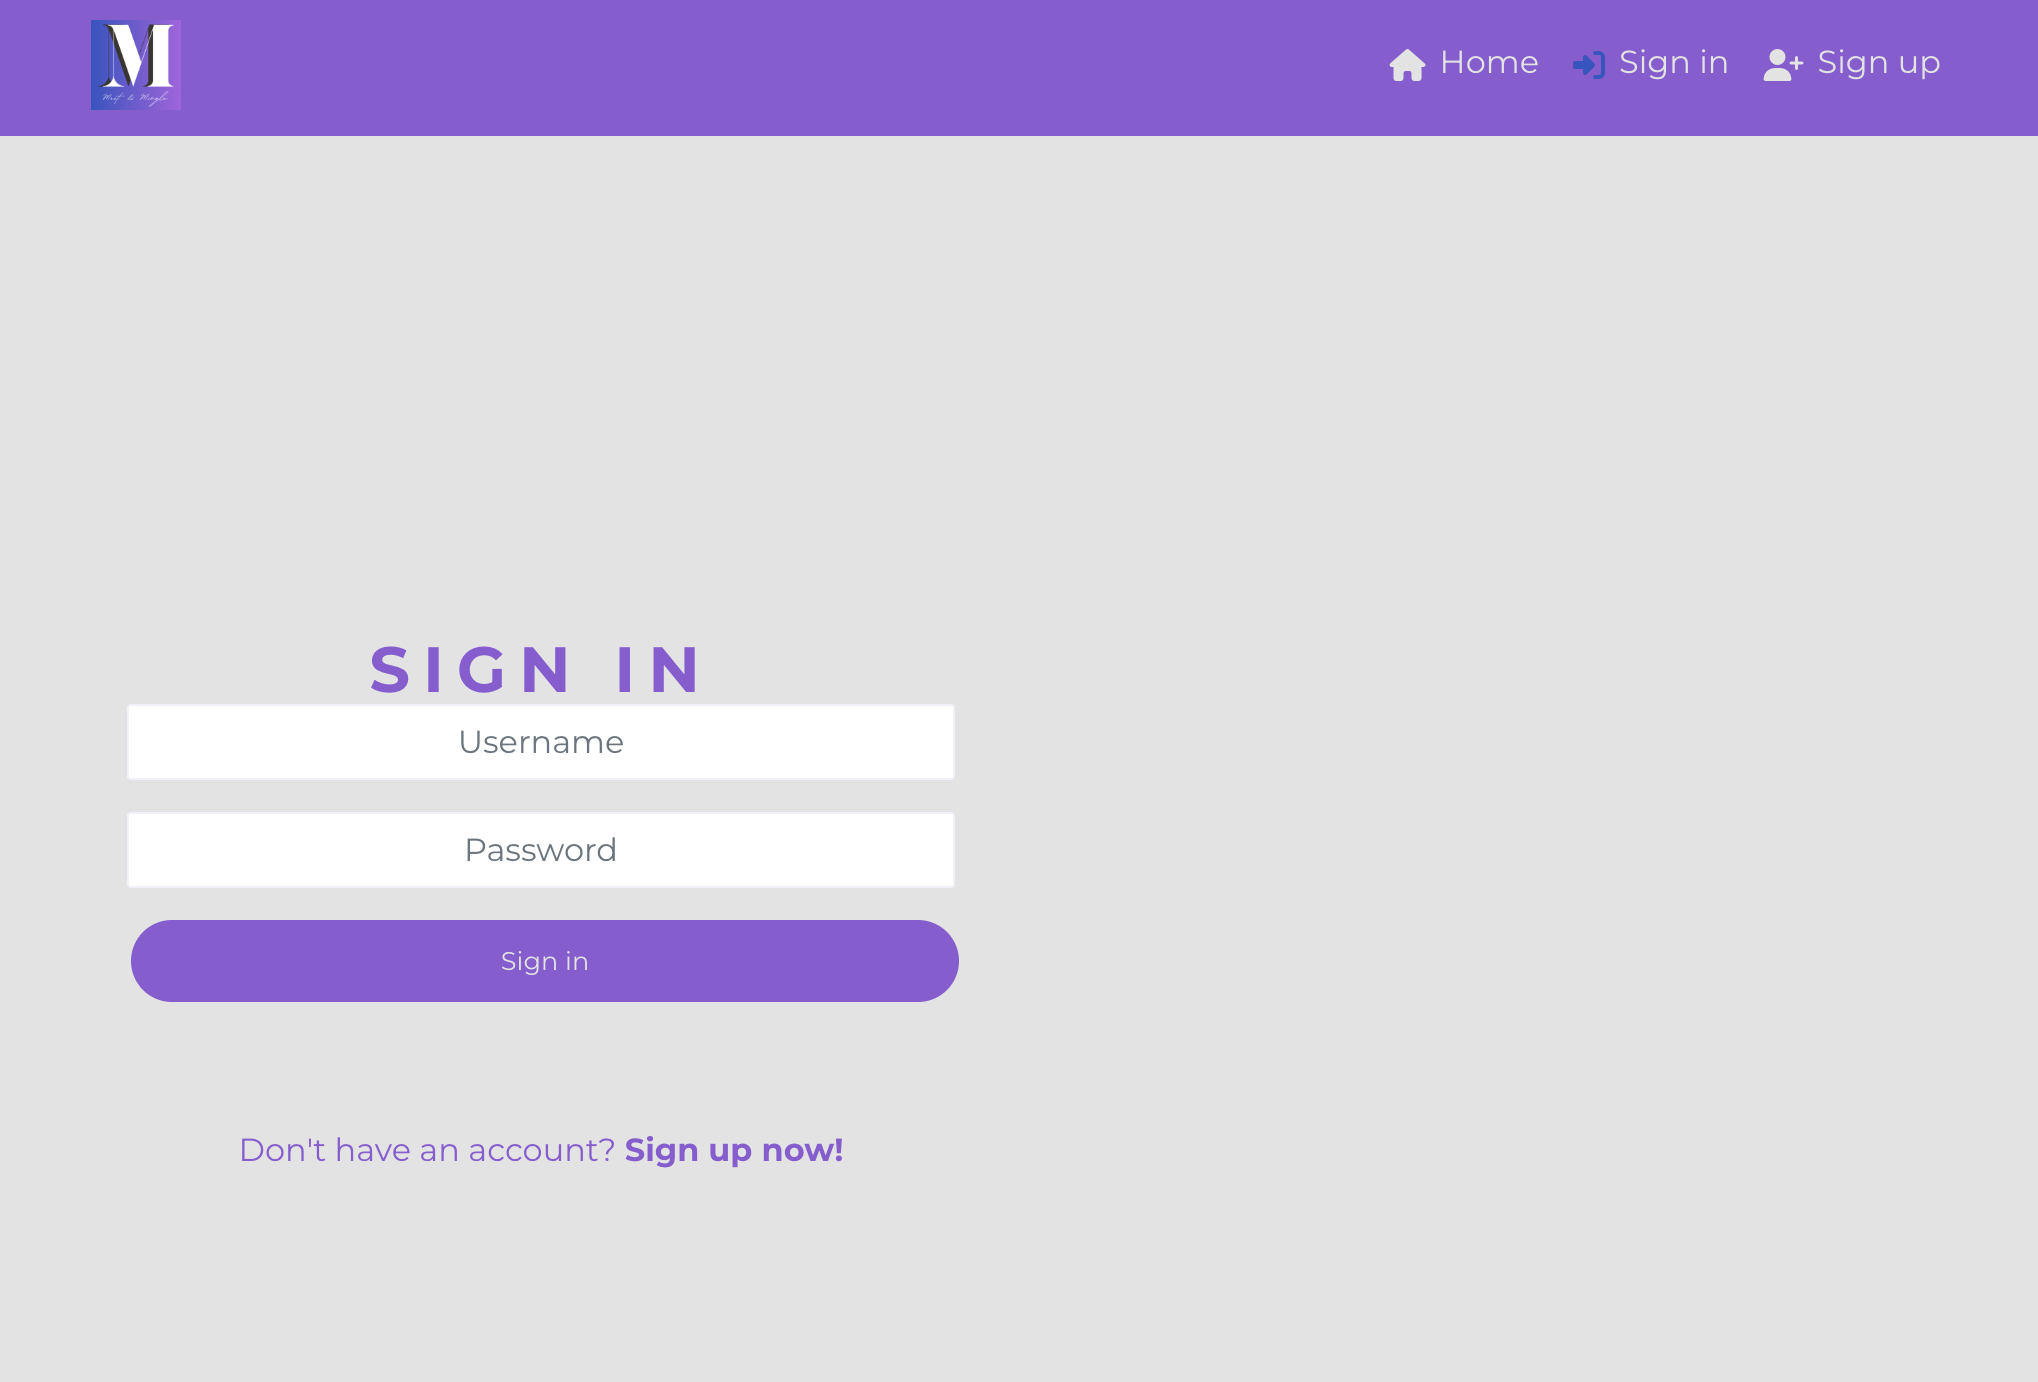 M
Meet & Mingle
Home
Sign in
Sign up
SIGN IN
Username
Password
Sign in
Don't have an account? Sign up now!